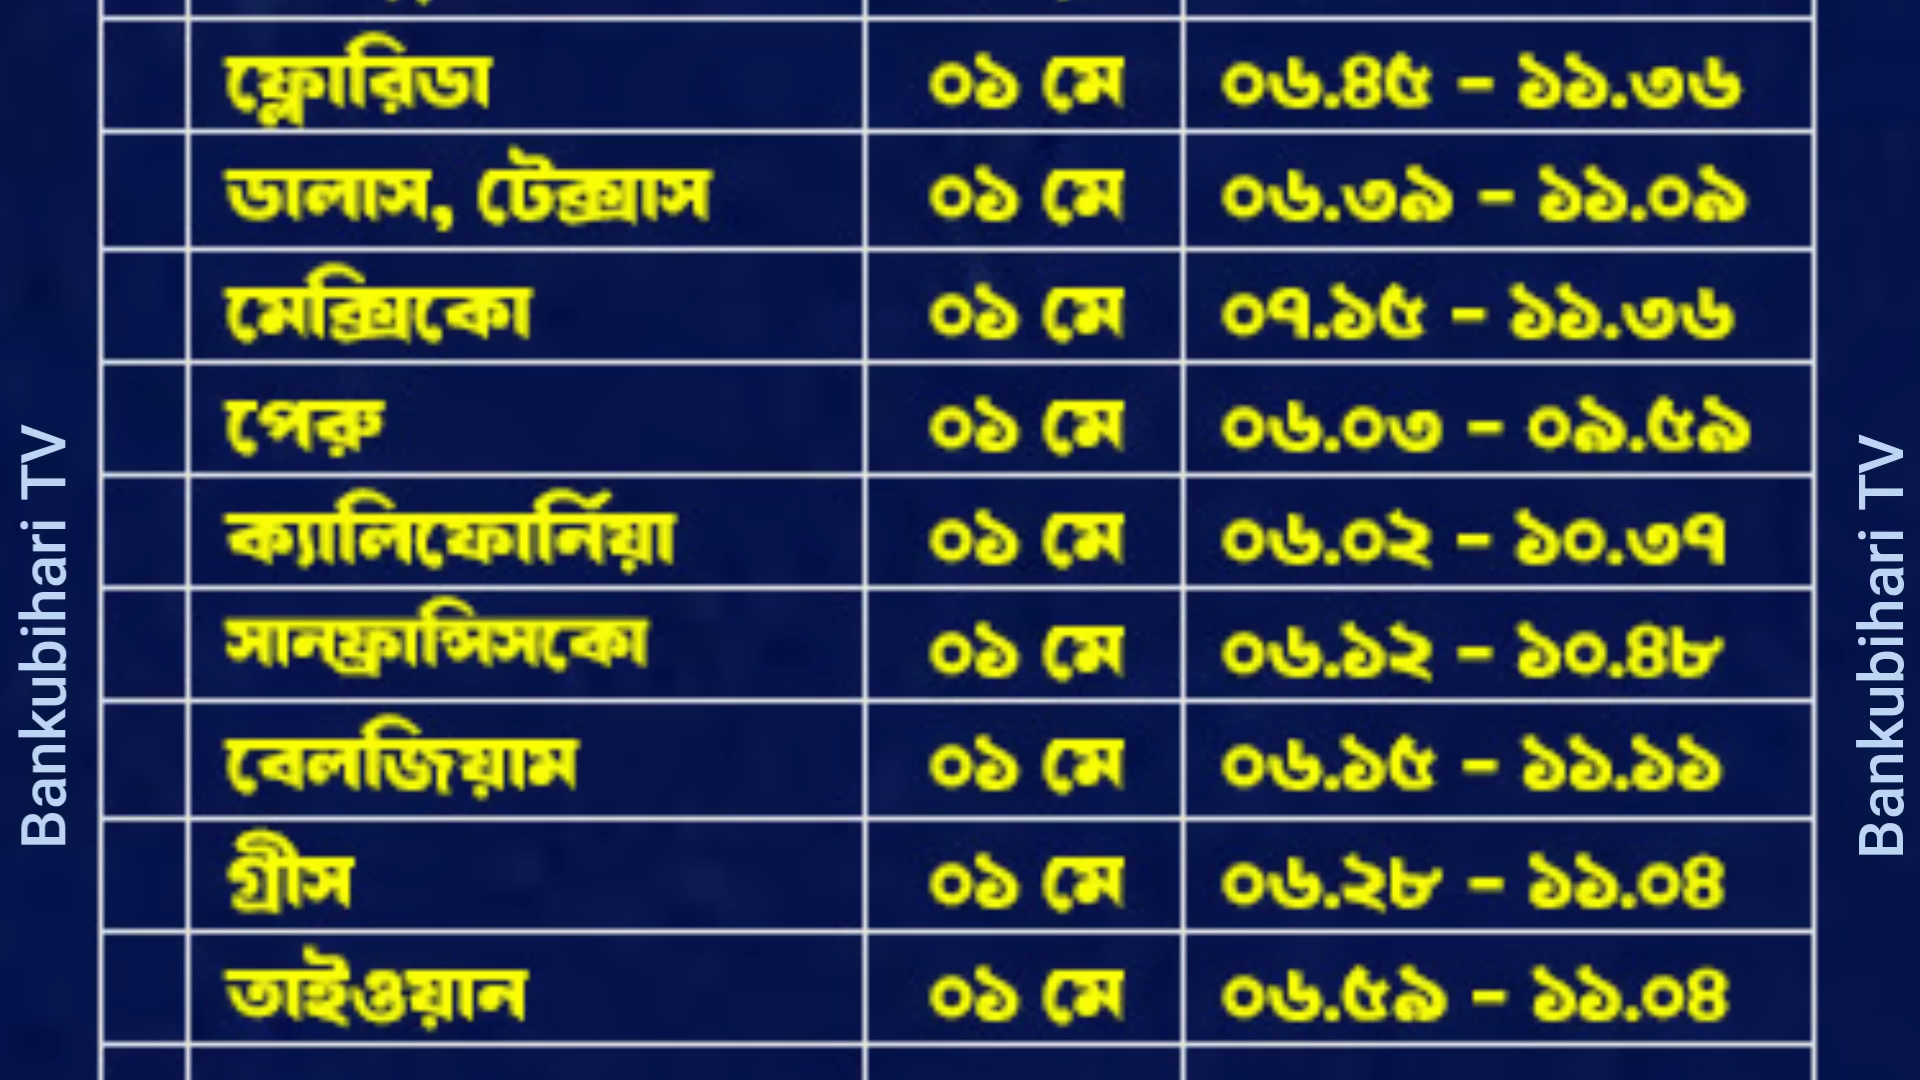 ফ্লোরিডা ০১ মে ০৬.৪৫ – ১১.৩৬
ডালাস, টেক্সাস ০১ মে ০৬.৩৯ – ১১.০৯
মেক্সিকো ০১ মে ০৭.১৫ – ১১.৩৬
পেরু ০১ মে ০৬.০৩ – ০৯.৫৯
ক্যালিফোর্নিয়া ০১ মে ০৬.০২ – ১০.৩৭
সানফ্রান্সিসকো ০১ মে ০৬.১২ – ১০.৪৮
বেলজিয়াম ০১ মে ০৬.১৫ – ১১.১১
গ্রীস ০১ মে ০৬.২৮ – ১১.০৪
তাইওয়ান ০১ মে ০৬.৫৯ – ১১.০৪
Bankubihari TV
Bankubihari TV